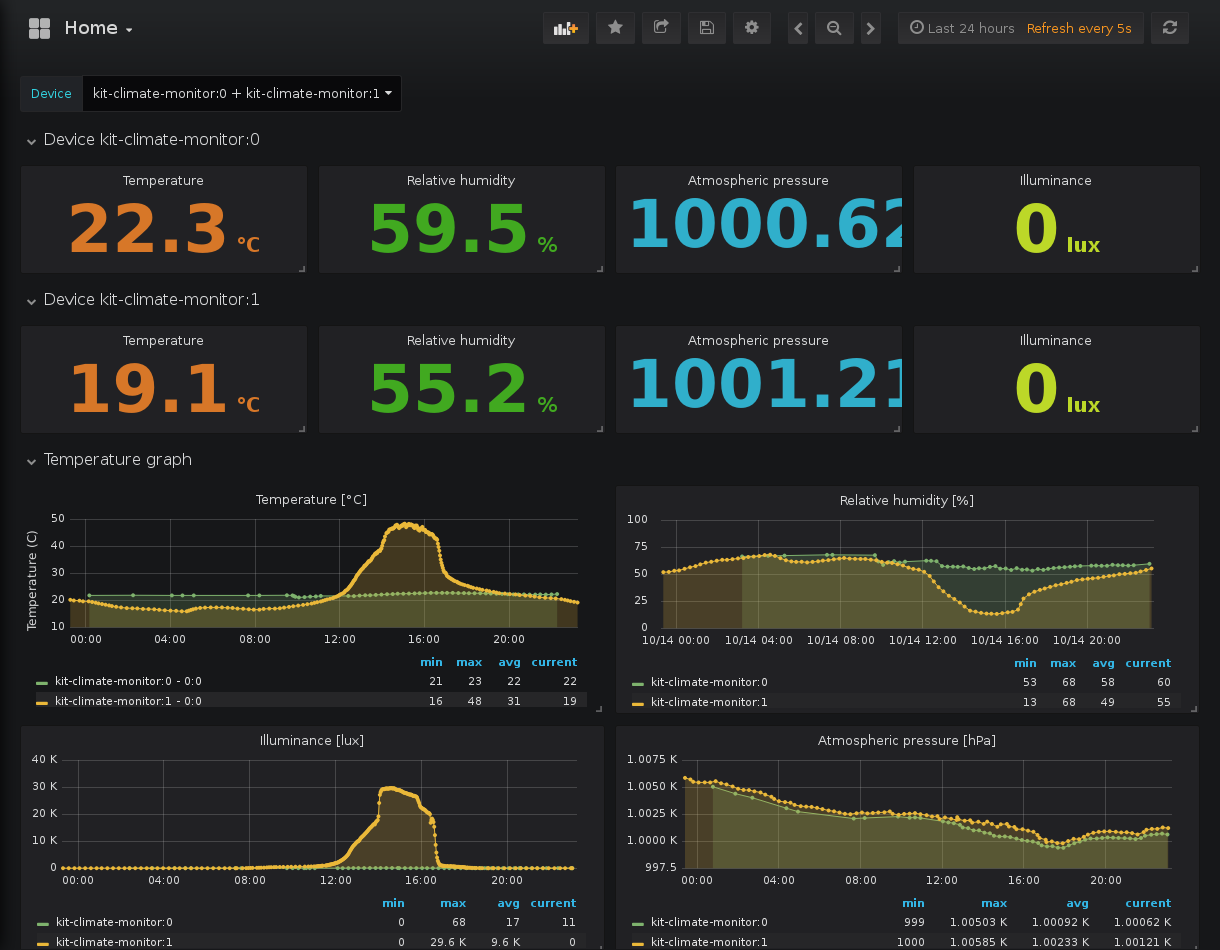 Home
Last 24 hours Refresh every 5s
Device kit-climate-monitor:0 + kit-climate-monitor:1
Device kit-climate-monitor:0
Temperature Relative humidity Atmospheric pressure Illuminance
22.3 °C 59.5 % 1000.62 0 lux
Device kit-climate-monitor:1
Temperature Relative humidity Atmospheric pressure Illuminance
19.1 °C 55.2 % 1001.21 0 lux
Temperature graph
Temperature [°C]
Temperature (C)
50
40
30
20
10
00:00 04:00 08:00 12:00 16:00 20:00
min max avg current
kit-climate-monitor:0 - 0:0 21 23 22 22
kit-climate-monitor:1 - 0:0 16 48 31 19
Relative humidity [%]
100
75
50
25
0
10/14 00:00 10/14 04:00 10/14 08:00 10/14 12:00 10/14 16:00 10/14 20:00
min max avg current
kit-climate-monitor:0 53 68 58 60
kit-climate-monitor:1 13 68 49 55
Illuminance [lux]
40 K
30 K
20 K
10 K
0
00:00 04:00 08:00 12:00 16:00 20:00
min max avg current
kit-climate-monitor:0 0 68 17 11
kit-climate-monitor:1 0 29.6 K 9.6 K 0
Atmospheric pressure [hPa]
1.0075 K
1.0050 K
1.0025 K
1.0000 K
997.5
00:00 04:00 08:00 12:00 16:00 20:00
min max avg current
kit-climate-monitor:0 999 1.00503 K 1.00092 K 1.00062 K
kit-climate-monitor:1 1000 1.00585 K 1.00233 K 1.00121 K